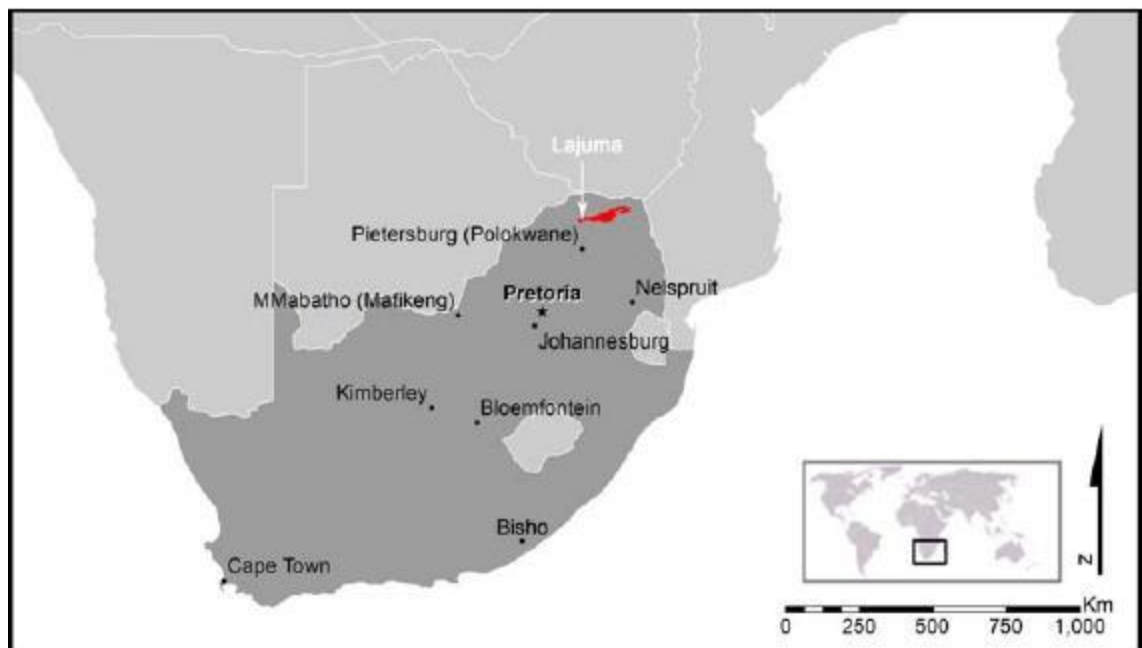 Lajuma
Pietersburg (Polokwane)
Nelspruit
Pretoria
MMabatho (Mafikeng)
Johannesburg
Kimberley
Bloemfontein
Bisho
Cape Town
N
Km
0 250 500 750 1,000